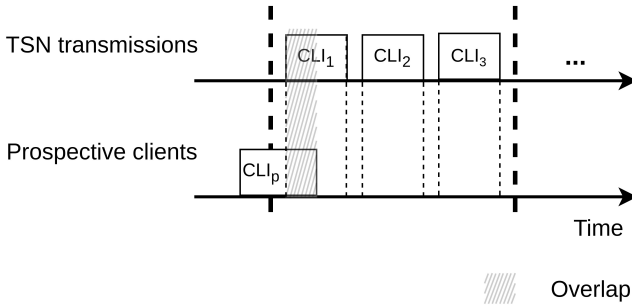 TSN transmissions
CLI1
CLI2
CLI3
...
Prospective clients
CLIp
Time
Overlap